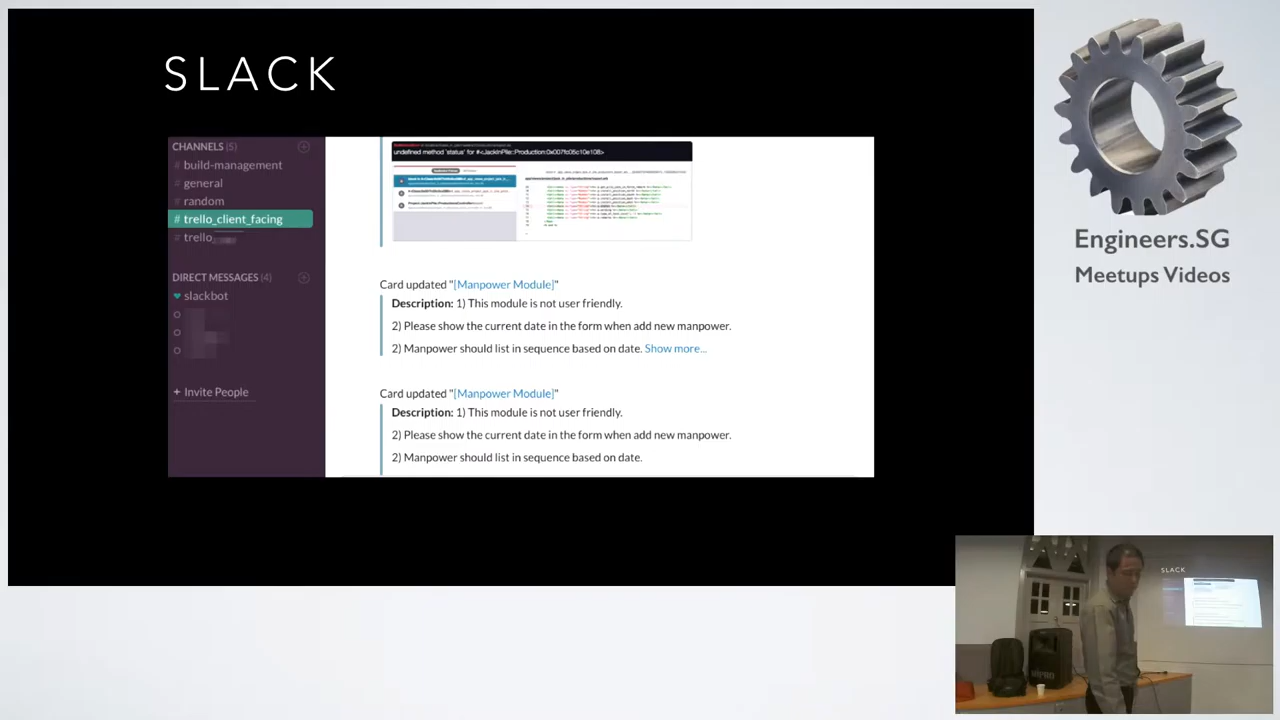 SLACK
CHANNELS (5)
# build-management
# general
# random
# trello_client_facing
# trello_
DIRECT MESSAGES (4)
slackbot
+ Invite People
undefined method 'status' for #<JackInPile::Production:0x007fc05c10e108>
Card updated "[Manpower Module]"
Description: 1) This module is not user friendly.
2) Please show the current date in the form when add new manpower.
2) Manpower should list in sequence based on date. Show more...
Card updated "[Manpower Module]"
Description: 1) This module is not user friendly.
2) Please show the current date in the form when add new manpower.
2) Manpower should list in sequence based on date.
Engineers.SG
Meetups Videos
SLACK